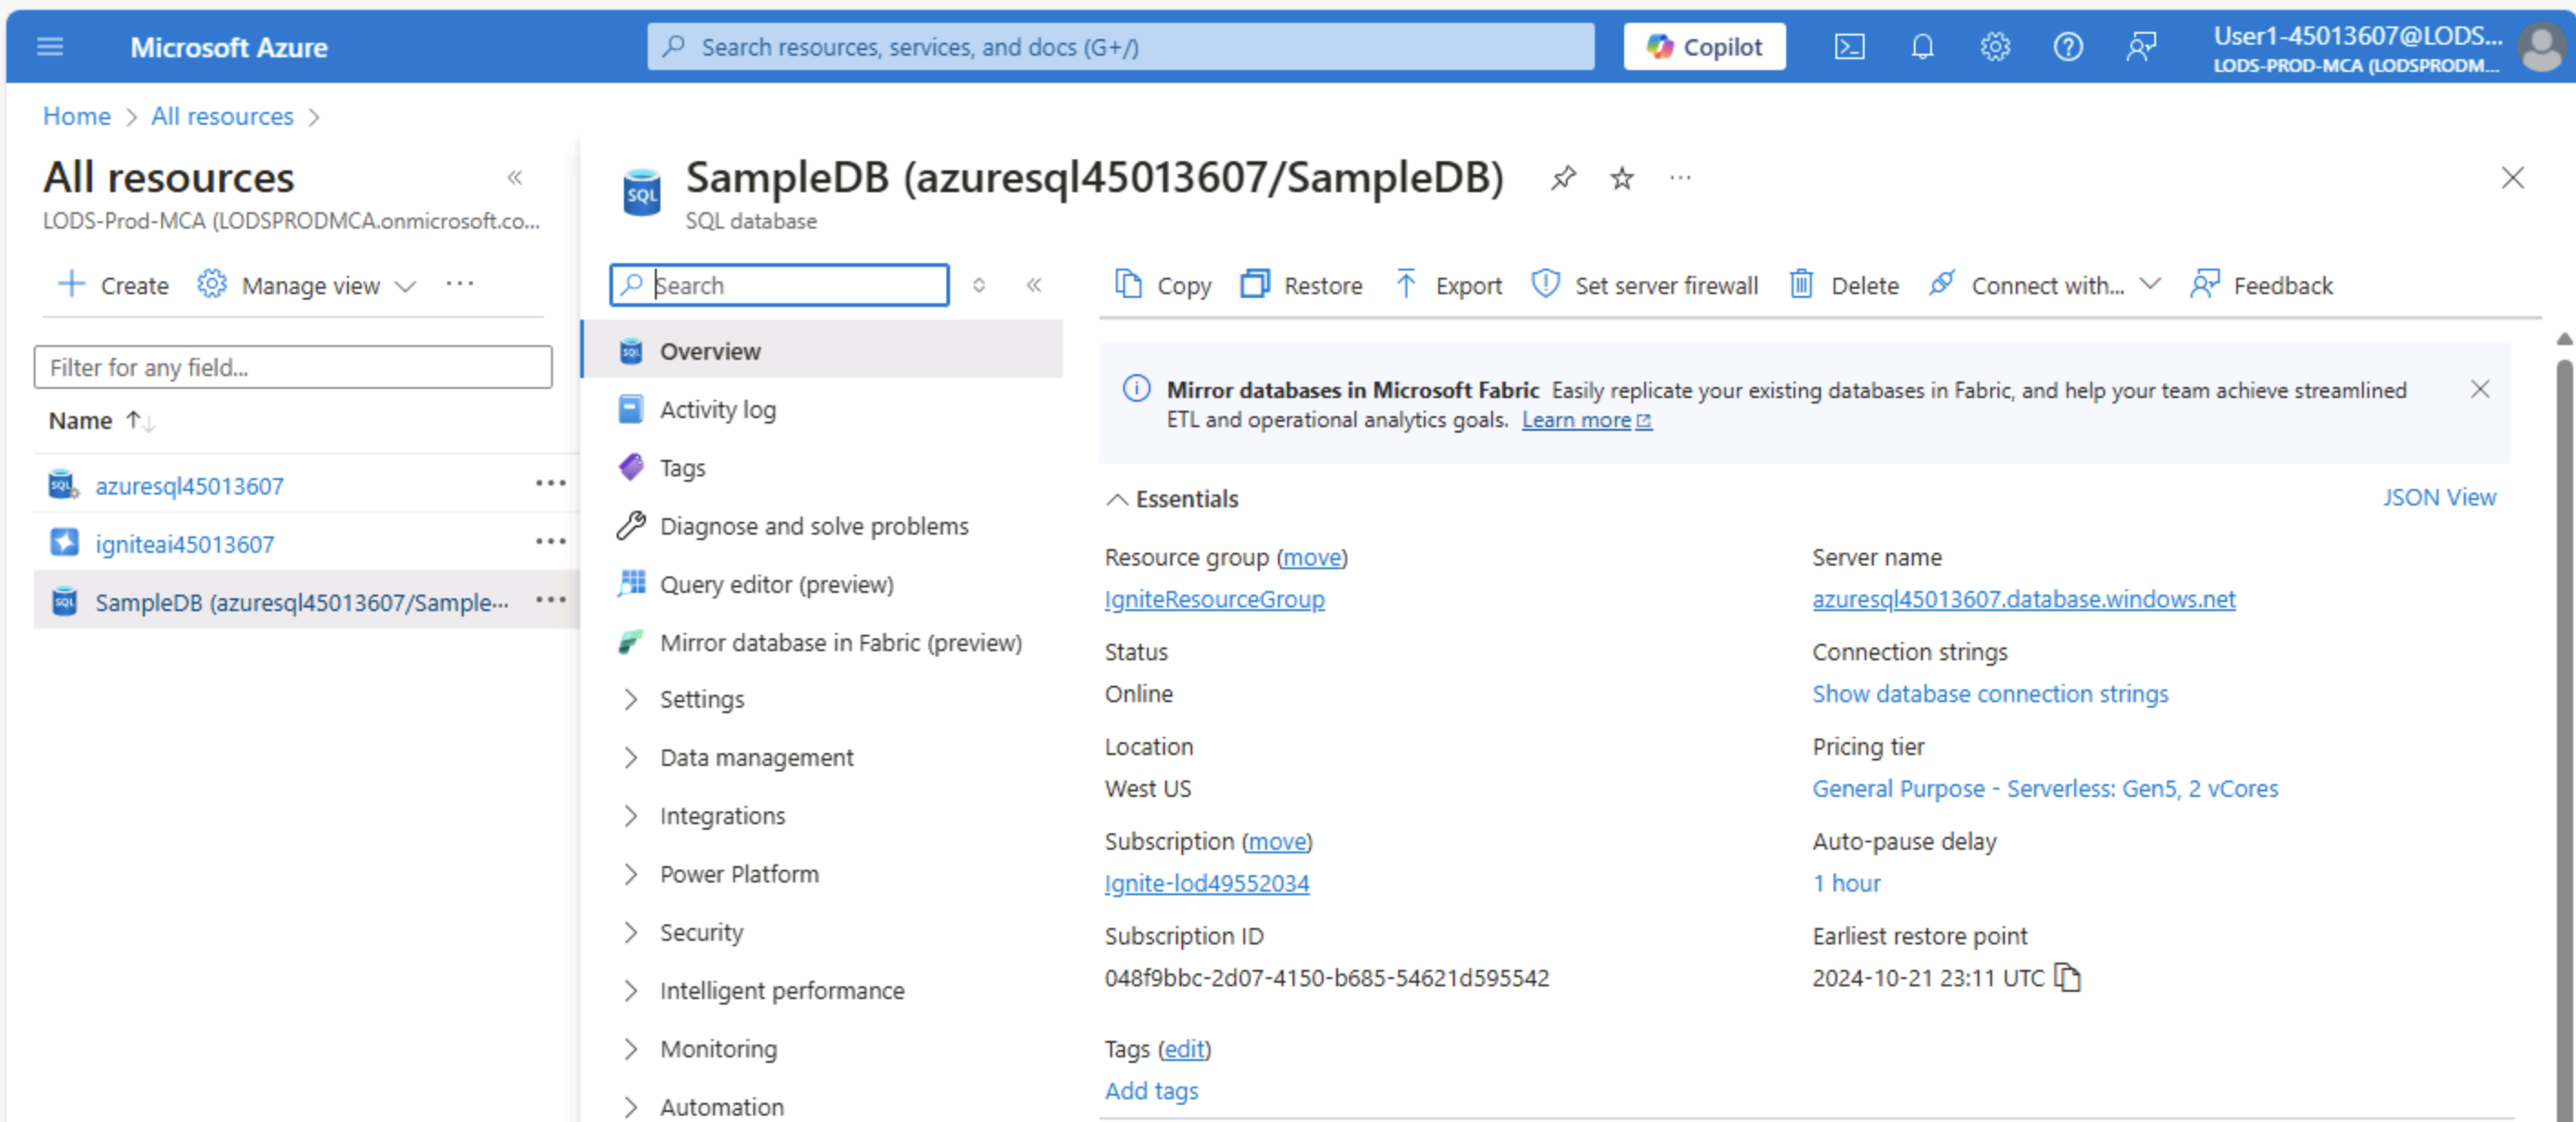 Microsoft Azure
Search resources, services, and docs (G+/)
Copilot
User1-45013607@LODS...
LODS-PROD-MCA (LODSPRODM...
Home > All resources >
All resources
LODS-Prod-MCA (LODSPRODMCA.onmicrosoft.co...
Create
Manage view
Filter for any field...
Name
azuresql45013607
igniteai45013607
SampleDB (azuresql45013607/Sample...
SampleDB (azuresql45013607/SampleDB)
SQL database
Search
Overview
Activity log
Tags
Diagnose and solve problems
Query editor (preview)
Mirror database in Fabric (preview)
Settings
Data management
Integrations
Power Platform
Security
Intelligent performance
Monitoring
Automation
Copy
Restore
Export
Set server firewall
Delete
Connect with...
Feedback
Mirror databases in Microsoft Fabric Easily replicate your existing databases in Fabric, and help your team achieve streamlined
ETL and operational analytics goals. Learn more
Essentials
JSON View
Resource group (move)
IgniteResourceGroup
Status
Online
Location
West US
Subscription (move)
Ignite-lod49552034
Subscription ID
048f9bbc-2d07-4150-b685-54621d595542
Server name
azuresql45013607.database.windows.net
Connection strings
Show database connection strings
Pricing tier
General Purpose - Serverless: Gen5, 2 vCores
Auto-pause delay
1 hour
Earliest restore point
2024-10-21 23:11 UTC
Tags (edit)
Add tags